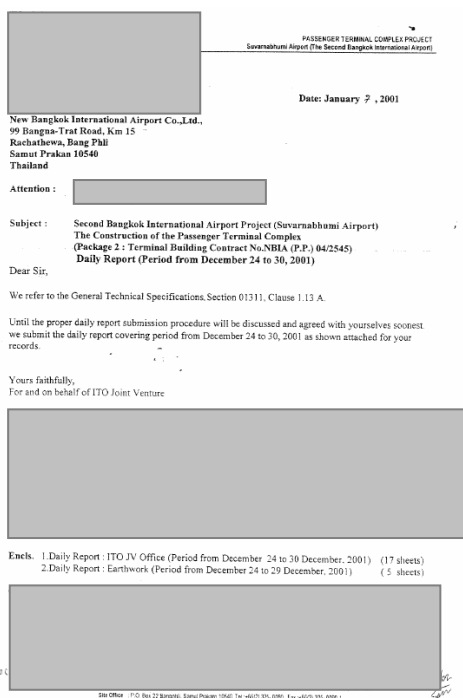 PASSENGER TERMINAL COMPLEX PROJECT
Suvarnabhumi Airport (The Second Bangkok International Airport)
Date: January 7 , 2001
New Bangkok International Airport Co.,Ltd.,
99 Bangna-Trat Road, Km 15
Rachathewa, Bang Phli
Samut Prakan 10540
Thailand
Attention :
Subject : Second Bangkok International Airport Project (Suvarnabhumi Airport)
The Construction of the Passenger Terminal Complex
(Package 2 : Terminal Building Contract No.NBIA (P.P.) 04/2545)
Daily Report (Period from December 24 to 30, 2001)
Dear Sir,
We refer to the General Technical Specifications, Section 01311, Clause 1.13 A.
Until the proper daily report submission procedure will be discussed and agreed with yourselves soonest
we submit the daily report covering period from December 24 to 30, 2001 as shown attached for your
records.
Yours faithfully,
For and on behalf of ITO Joint Venture
Encls. 1.Daily Report : ITO JV Office (Period from December 24 to 30 December, 2001) (17 sheets)
2.Daily Report : Earthwork (Period from December 24 to 29 December, 2001) ( 5 sheets)
Site Office : P.O. Box 22 Bangphli, Samut Prakarn 10540